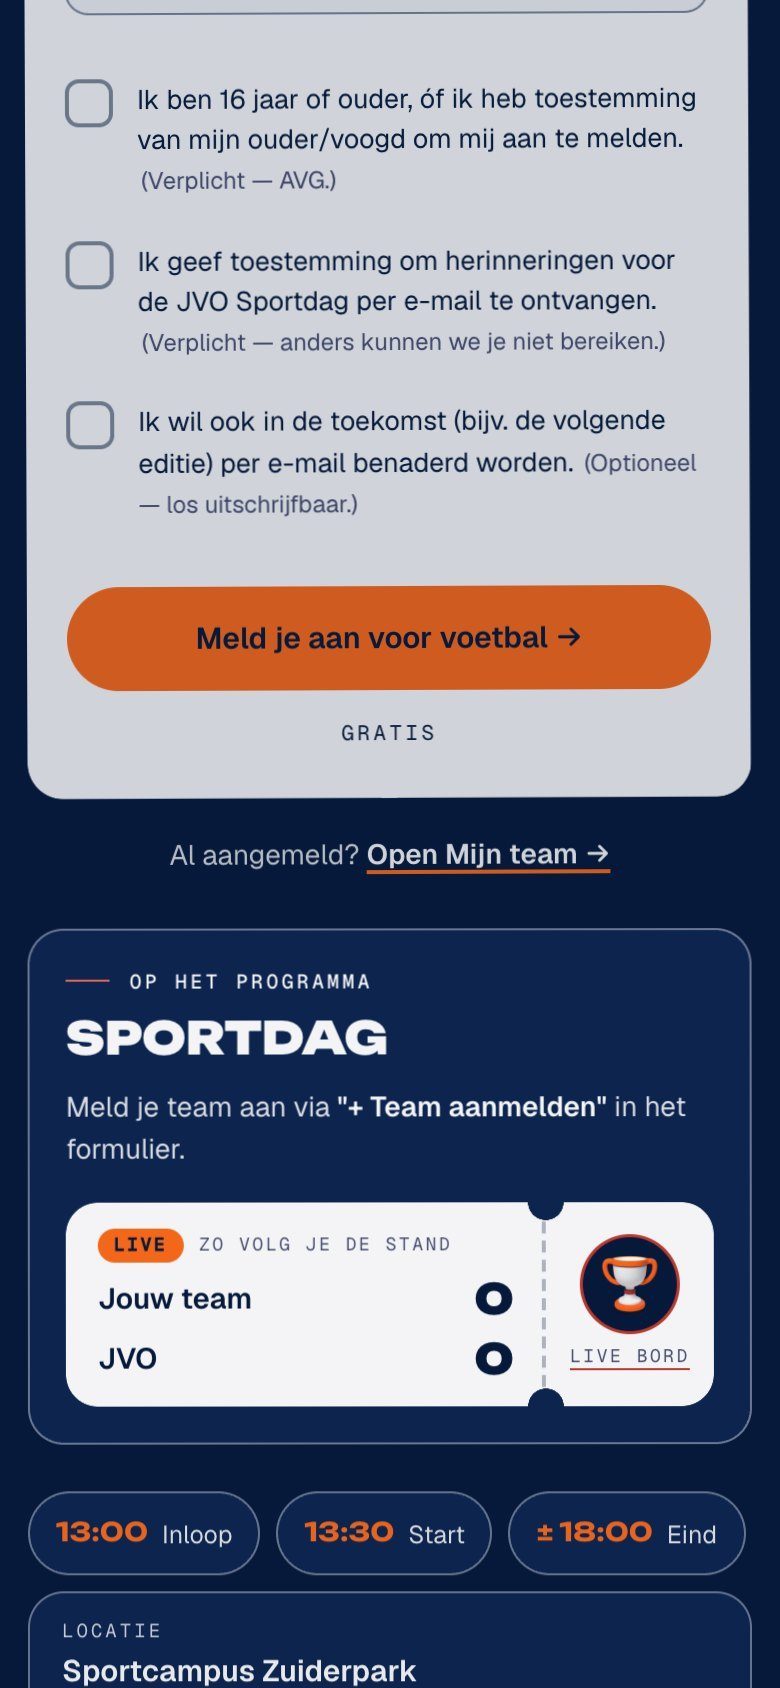 Ik ben 16 jaar of ouder, óf ik heb toestemming
van mijn ouder/voogd om mij aan te melden.
(Verplicht — AVG.)
Ik geef toestemming om herinneringen voor
de JVO Sportdag per e-mail te ontvangen.
(Verplicht — anders kunnen we je niet bereiken.)
Ik wil ook in de toekomst (bijv. de volgende
editie) per e-mail benaderd worden. (Optioneel
— los uitschrijfbaar.)
Meld je aan voor voetbal →
GRATIS
Al aangemeld? Open Mijn team →
OP HET PROGRAMMA
SPORTDAG
Meld je team aan via "+ Team aanmelden" in het
formulier.
LIVE ZO VOLG JE DE STAND
Jouw team 0
JVO 0
LIVE BORD
13:00 Inloop 13:30 Start ± 18:00 Eind
LOCATIE
Sportcampus Zuiderpark